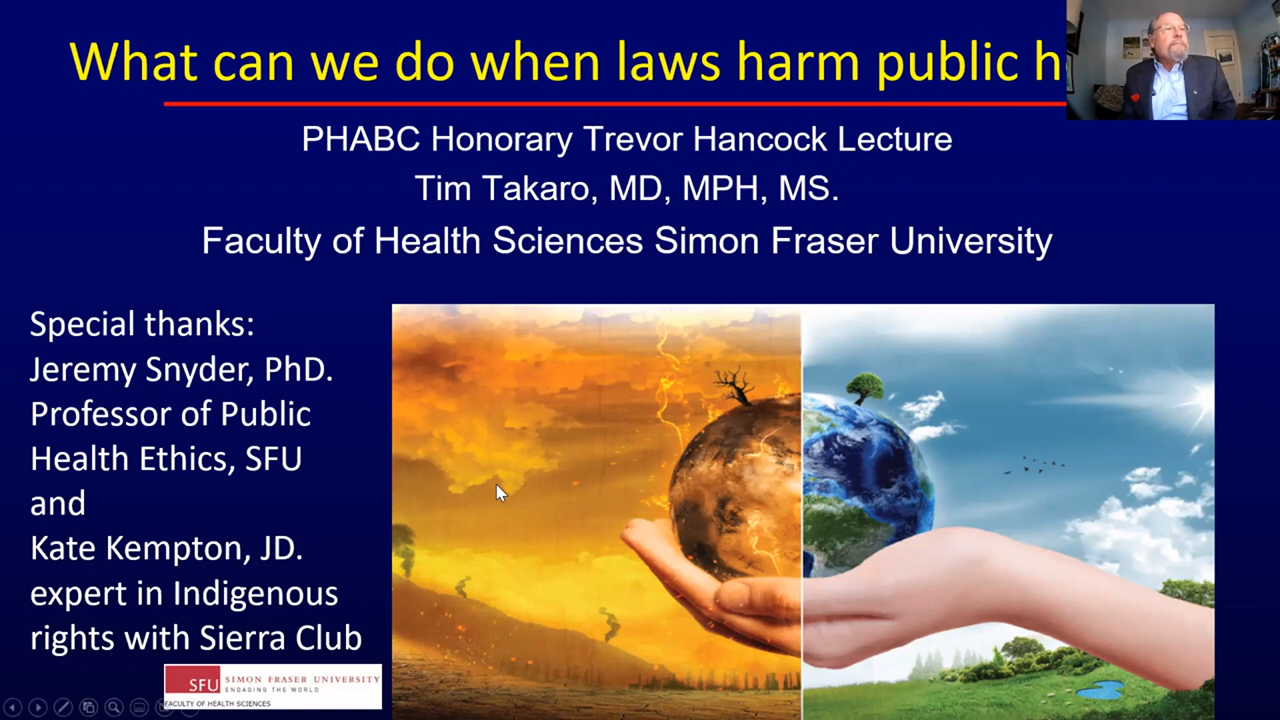 What can we do when laws harm public h
PHABC Honorary Trevor Hancock Lecture
Tim Takaro, MD, MPH, MS.
Faculty of Health Sciences Simon Fraser University
Special thanks:
Jeremy Snyder, PhD.
Professor of Public
Health Ethics, SFU
and
Kate Kempton, JD.
expert in Indigenous
rights with Sierra Club
SFU
SIMON FRASER UNIVERSITY
ENGAGING THE WORLD
FACULTY OF HEALTH SCIENCES